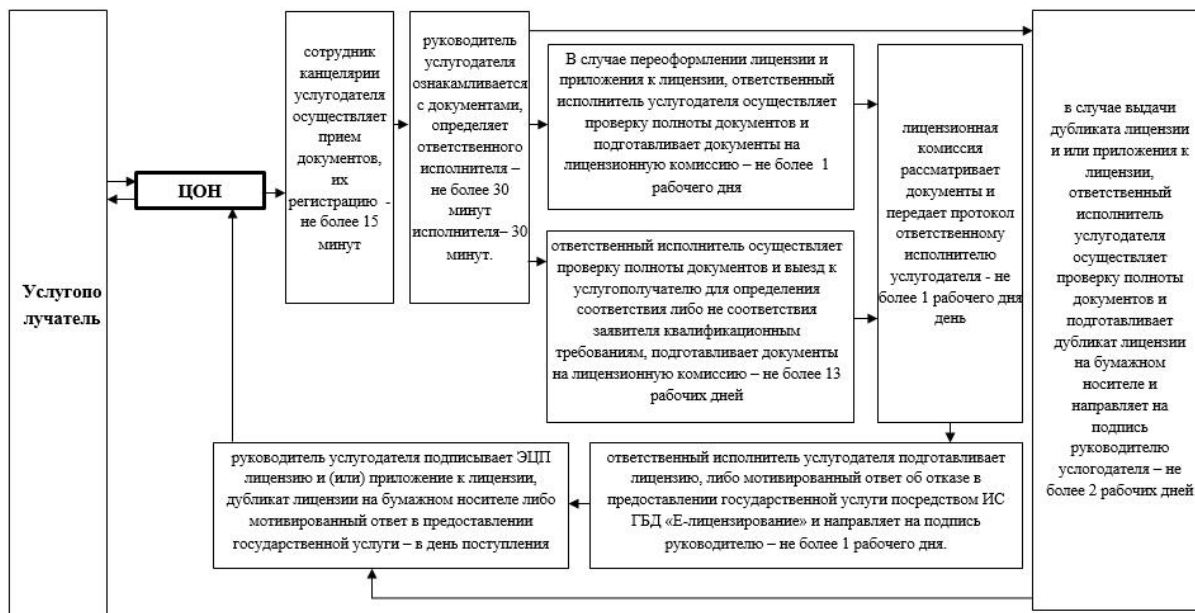 Услугопо
лучатель
ЦОН
сотрудник
канцелярии
услугодателя
осуществляет
прием
документов,
их
регистрацию -
не более 15
минут
руководитель
услугодателя
ознакамливается
с документами,
определяет
ответственного
исполнителя –
не более 30
минут
исполнителя– 30
минут.
В случае переоформлении лицензии и
приложения к лицензии, ответственный
исполнитель услугодателя осуществляет
проверку полноты документов и
подготавливает документы на
лицензионную комиссию – не более 1
рабочего дня
ответственный исполнитель осуществляет
проверку полноты документов и выезд к
услугополучателю для определения
соответствия либо не соответствия
заявителя квалификационным
требованиям, подготавливает документы
на лицензионную комиссию – не более 13
рабочих дней
лицензионная
комиссия
рассматривает
документы и
передает протокол
ответственному
исполнителю
услугодателя - не
более 1 рабочего дня
день
в случае выдачи
дубликата лицензии
и или приложения к
лицензии,
ответственный
исполнитель
услугодателя
осуществляет
проверку полноты
документов и
подготавливает
дубликат лицензии
на бумажном
носителе и
направляет на
подпись
руководителю
услогодателя – не
более 2 рабочих дней
руководитель услугодателя подписывает ЭЦП
лицензию и (или) приложение к лицензии,
дубликат лицензии на бумажном носителе либо
мотивированный ответ в предоставлении
государственной услуги – в день поступления
ответственный исполнитель услугодателя подготавливает
лицензию, либо мотивированный ответ об отказе в
предоставлении государственной услуги посредством ИС
ГБД «Е-лицензирование» и направляет на подпись
руководителю – не более 1 рабочего дня.